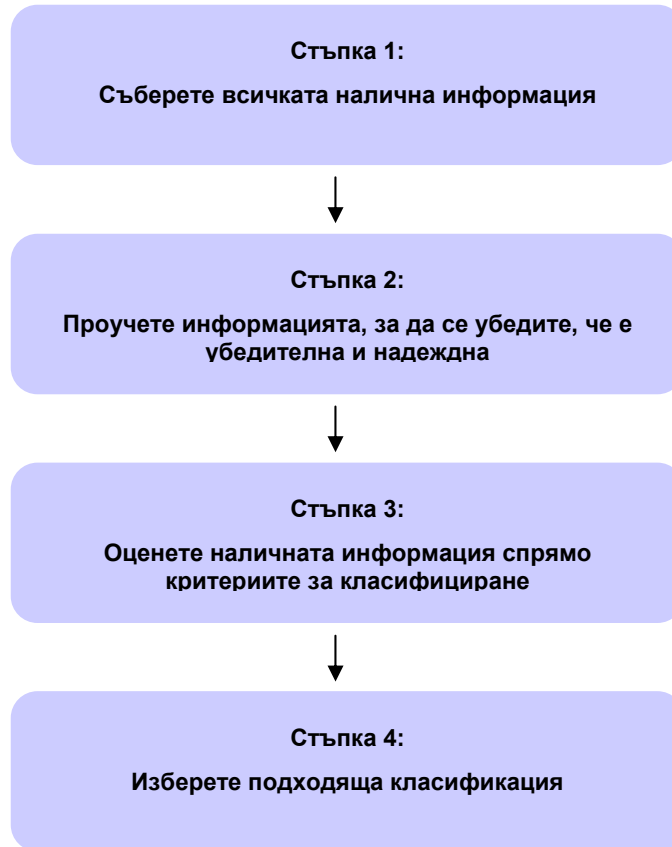 Стъпка 1:
Съберете всичката налична информация
Стъпка 2:
Проучете информацията, за да се убедите, че е
убедителна и надеждна
Стъпка 3:
Оценете наличната информация спрямо
критериите за класифициране
Стъпка 4:
Изберете подходяща класификация